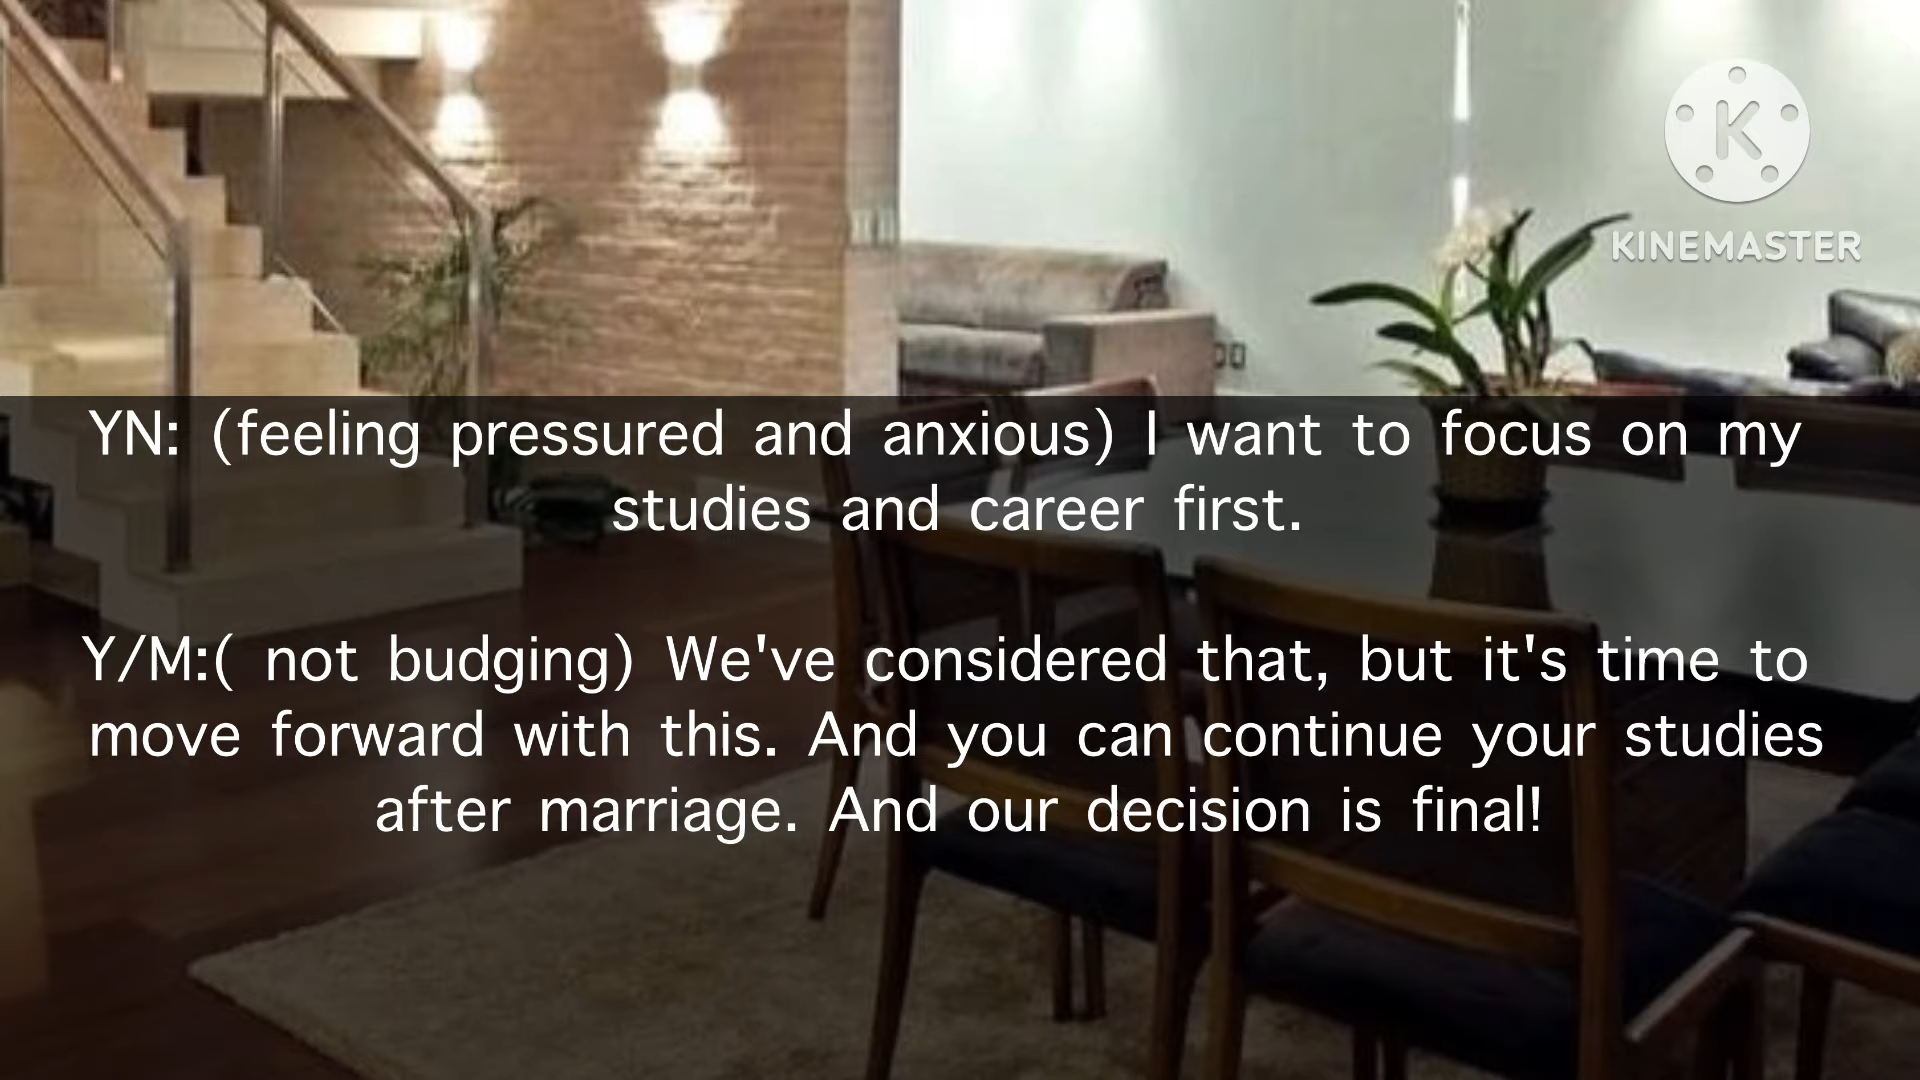 K
KINEMASTER
YN: (feeling pressured and anxious) I want to focus on my
studies and career first.
Y/M:( not budging) We've considered that, but it's time to
move forward with this. And you can continue your studies
after marriage. And our decision is final!